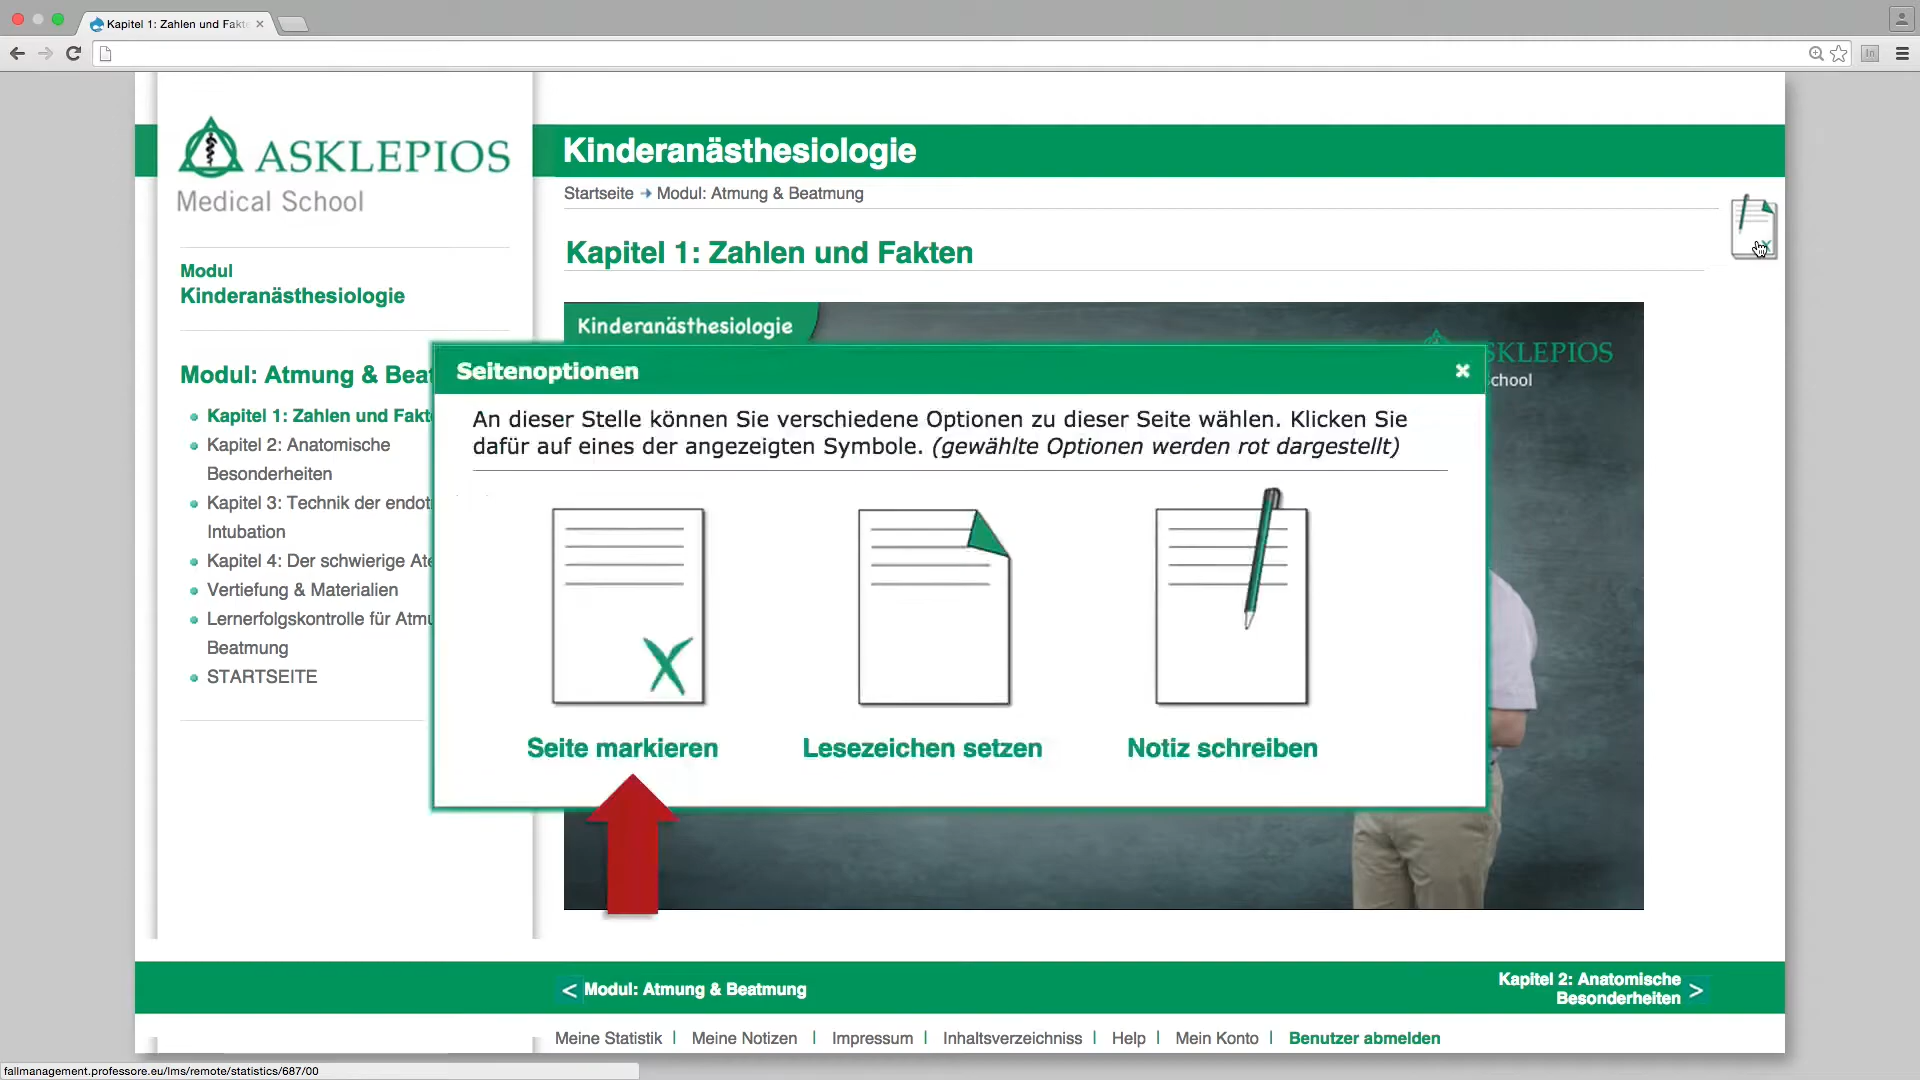 Kapitel 1: Zahlen und Fakt
ASKLEPIOS
Medical School
Kinderanästhesiologie
Startseite
Modul: Atmung & Beatmung
Kapitel 1: Zahlen und Fakten
Modul
Kinderanästhesiologie
Modul: Atmung & Beat
Kapitel 1: Zahlen und Fakt
Kapitel 2: Anatomische
Besonderheiten
Kapitel 3: Technik der endot
Intubation
Kapitel 4: Der schwierige Ate
Vertiefung & Materialien
Lernerfolgskontrolle für Atmu
Beatmung
STARTSEITE
Kinderanästhesiologie
SKLEPIOS
chool
Seitenoptionen
An dieser Stelle können Sie verschiedene Optionen zu dieser Seite wählen. Klicken Sie
dafür auf eines der angezeigten Symbole. (gewählte Optionen werden rot dargestellt)
Seite markieren
Lesezeichen setzen
Notiz schreiben
< Modul: Atmung & Beatmung
Kapitel 2: Anatomische
Besonderheiten >
Meine Statistik | Meine Notizen | Impressum | Inhaltsverzeichniss | Help | Mein Konto | Benutzer abmelden
fallmanagement.professore.eu/lms/remote/statistics/687/00